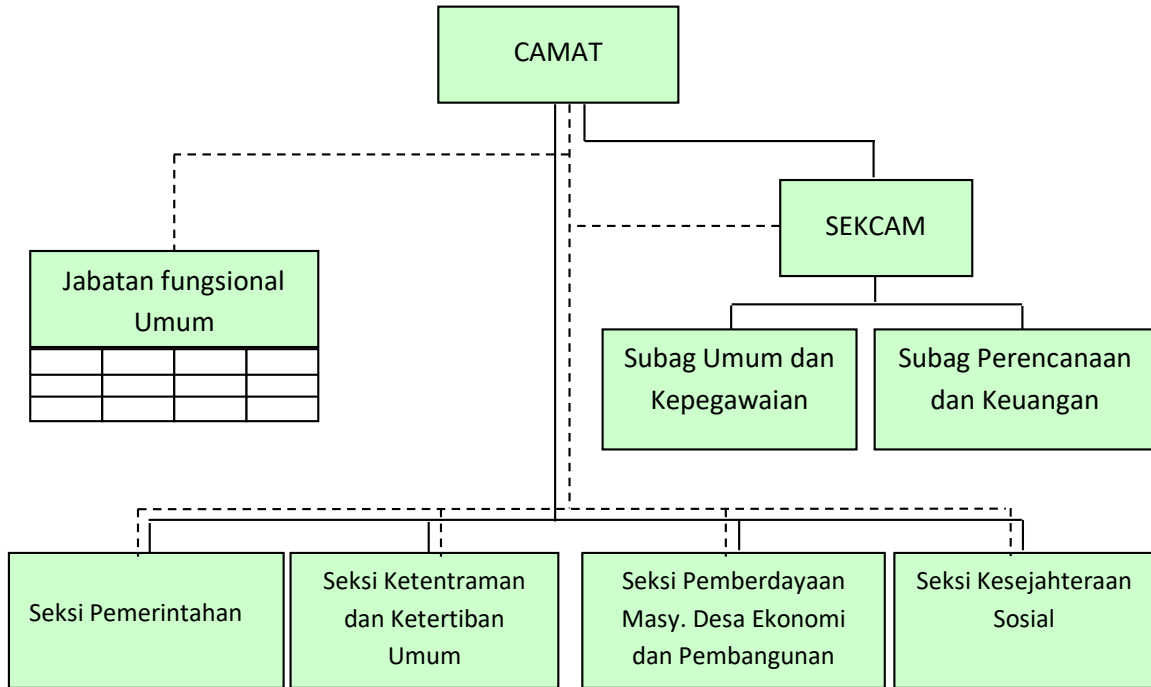 CAMAT
SEKCAM
Jabatan fungsional
Umum
Subag Umum dan
Kepegawaian
Subag Perencanaan
dan Keuangan
Seksi Pemerintahan
Seksi Ketentraman
dan Ketertiban
Umum
Seksi Pemberdayaan
Masy. Desa Ekonomi
dan Pembangunan
Seksi Kesejahteraan
Sosial